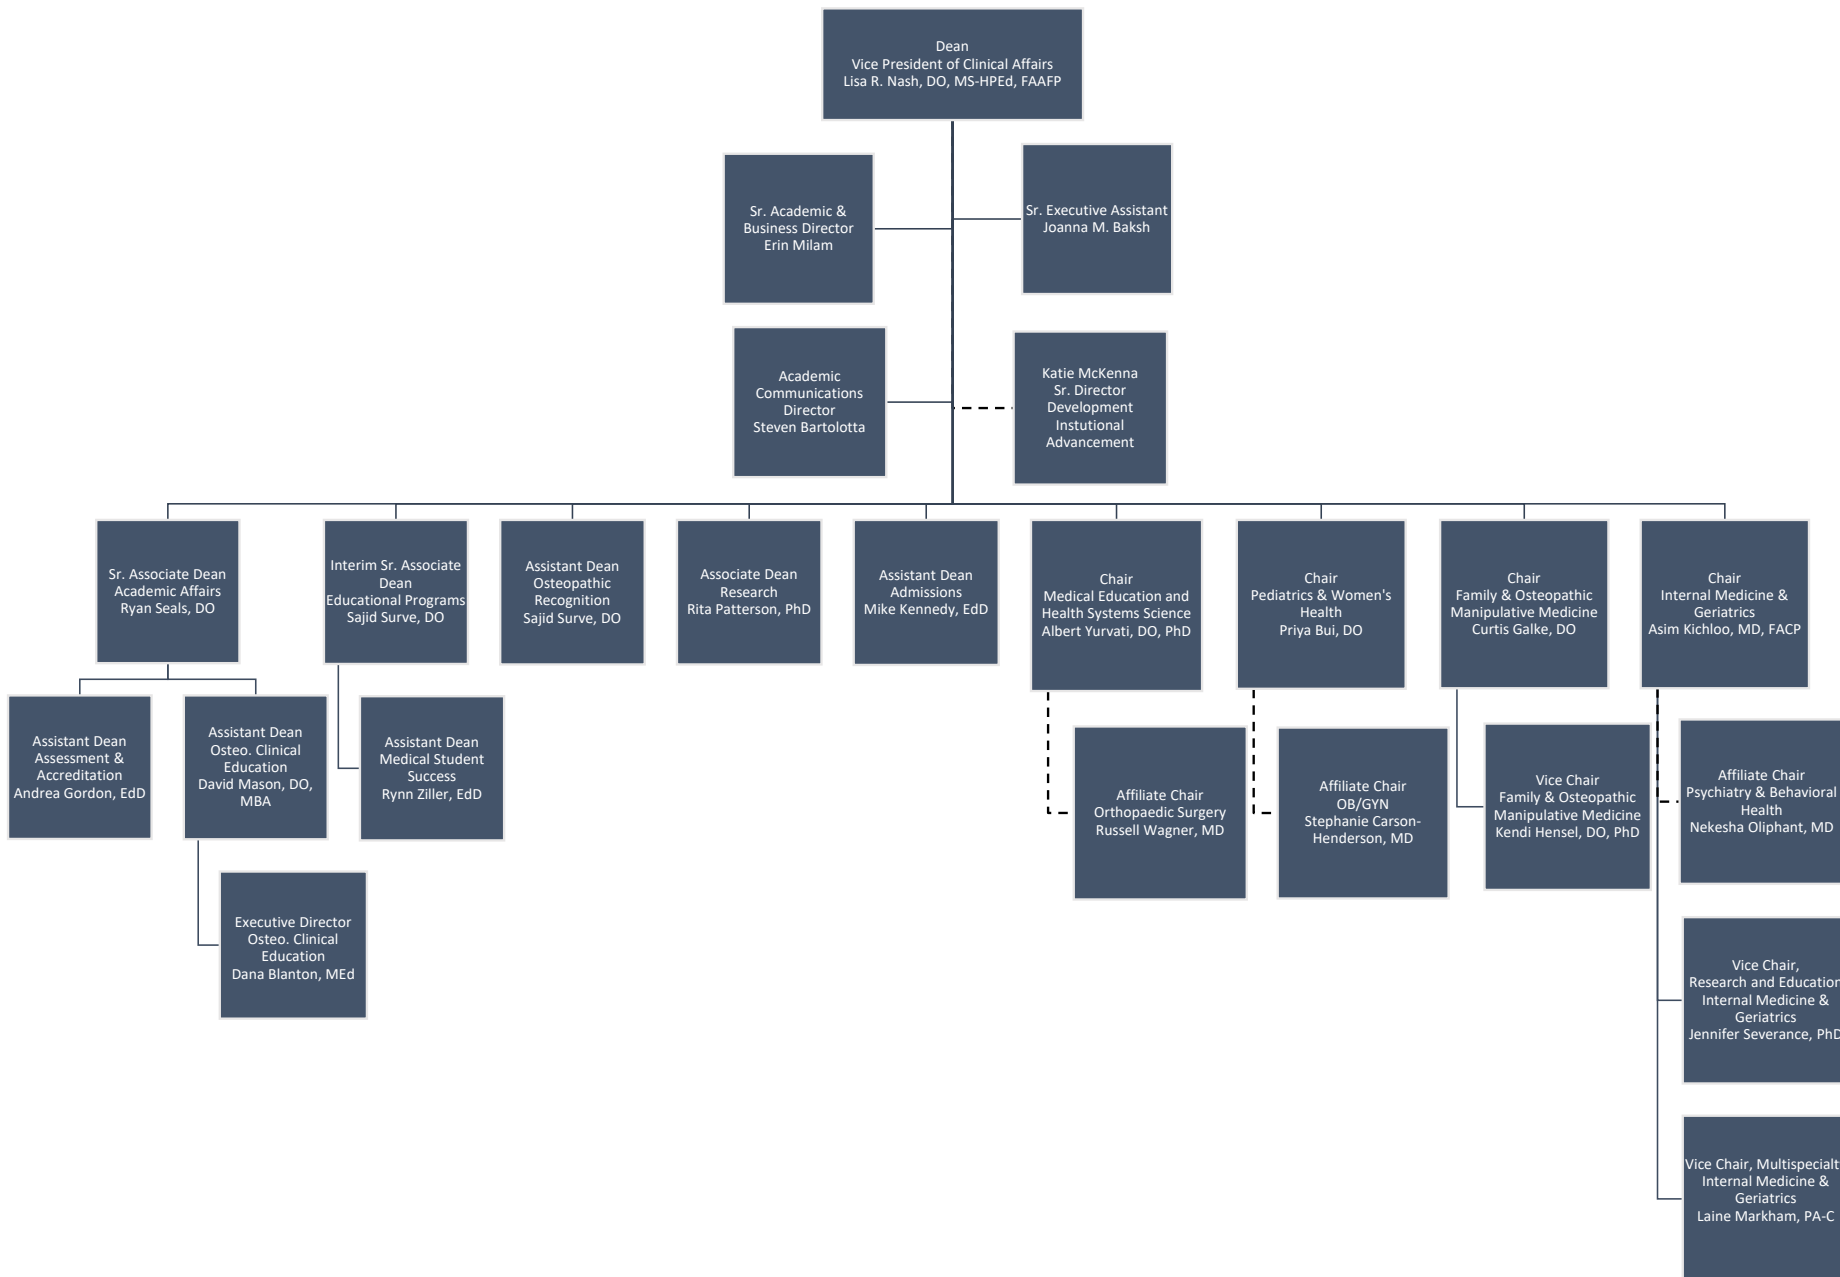 Dean
Vice President of Clinical Affairs
Lisa R. Nash, DO, MS-HPEd, FAAFP
Sr. Academic &
Business Director
Erin Milam
Sr. Executive Assistant
Joanna M. Baksh
Academic
Communications
Director
Steven Bartolotta
Katie McKenna
Sr. Director
Development
Instutional
Advancement
Sr. Associate Dean
Academic Affairs
Ryan Seals, DO
Interim Sr. Associate
Dean
Educational Programs
Sajid Surve, DO
Assistant Dean
Osteopathic
Recognition
Sajid Surve, DO
Associate Dean
Research
Rita Patterson, PhD
Assistant Dean
Admissions
Mike Kennedy, EdD
Chair
Medical Education and
Health Systems Science
Albert Yurvati, DO, PhD
Chair
Pediatrics & Women's
Health
Priya Bui, DO
Chair
Family & Osteopathic
Manipulative Medicine
Curtis Galke, DO
Chair
Internal Medicine &
Geriatrics
Asim Kichloo, MD, FACP
Assistant Dean
Assessment &
Accreditation
Andrea Gordon, EdD
Assistant Dean
Osteo. Clinical
Education
David Mason, DO,
MBA
Assistant Dean
Medical Student
Success
Rynn Ziller, EdD
Affiliate Chair
Orthopaedic Surgery
Russell Wagner, MD
Affiliate Chair
OB/GYN
Stephanie Carson-
Henderson, MD
Vice Chair
Family & Osteopathic
Manipulative Medicine
Kendi Hensel, DO, PhD
Affiliate Chair
Psychiatry & Behavioral
Health
Nekesha Oliphant, MD
Executive Director
Osteo. Clinical
Education
Dana Blanton, MEd
Vice Chair,
Research and Education
Internal Medicine &
Geriatrics
Jennifer Severance, PhD
Vice Chair, Multispecialt
Internal Medicine &
Geriatrics
Laine Markham, PA-C